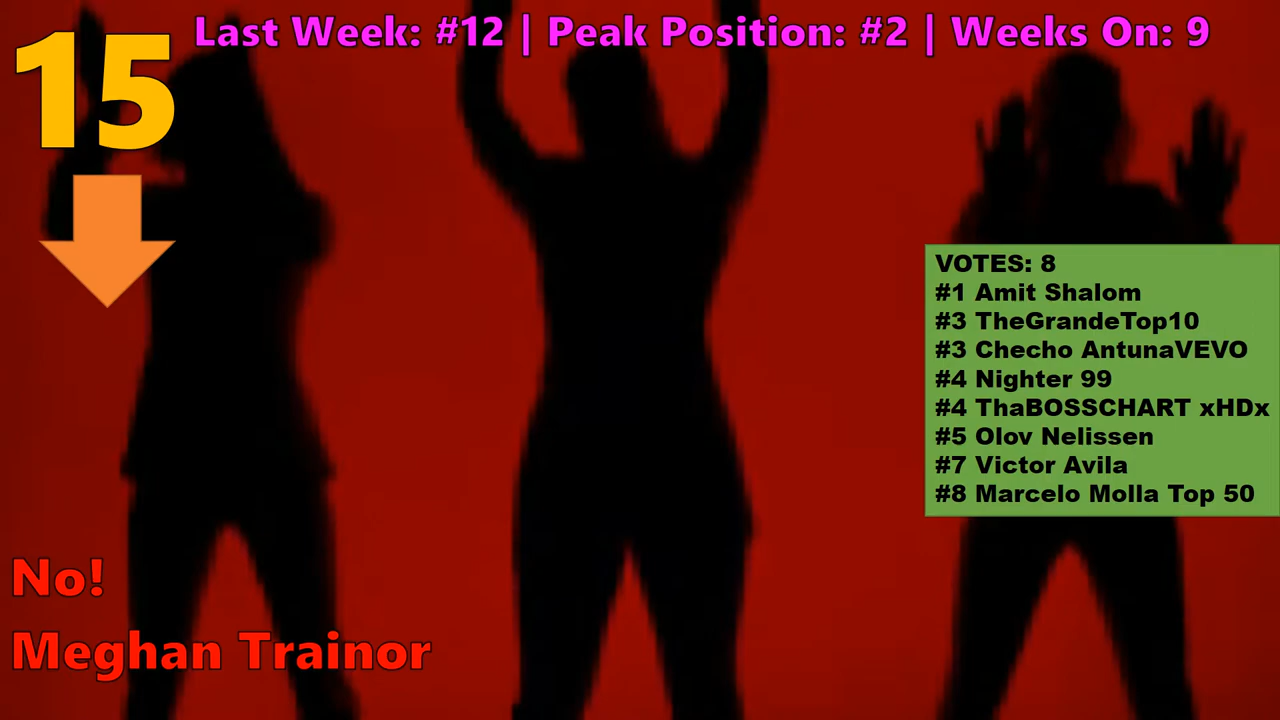 15
Last Week: #12 | Peak Position: #2 | Weeks On: 9
VOTES: 8
#1 Amit Shalom
#3 TheGrandeTop10
#3 Checho AntunaVEVO
#4 Nighter 99
#4 ThaBOSSCHART xHDx
#5 Olov Nelissen
#7 Victor Avila
#8 Marcelo Molla Top 50
No!
Meghan Trainor